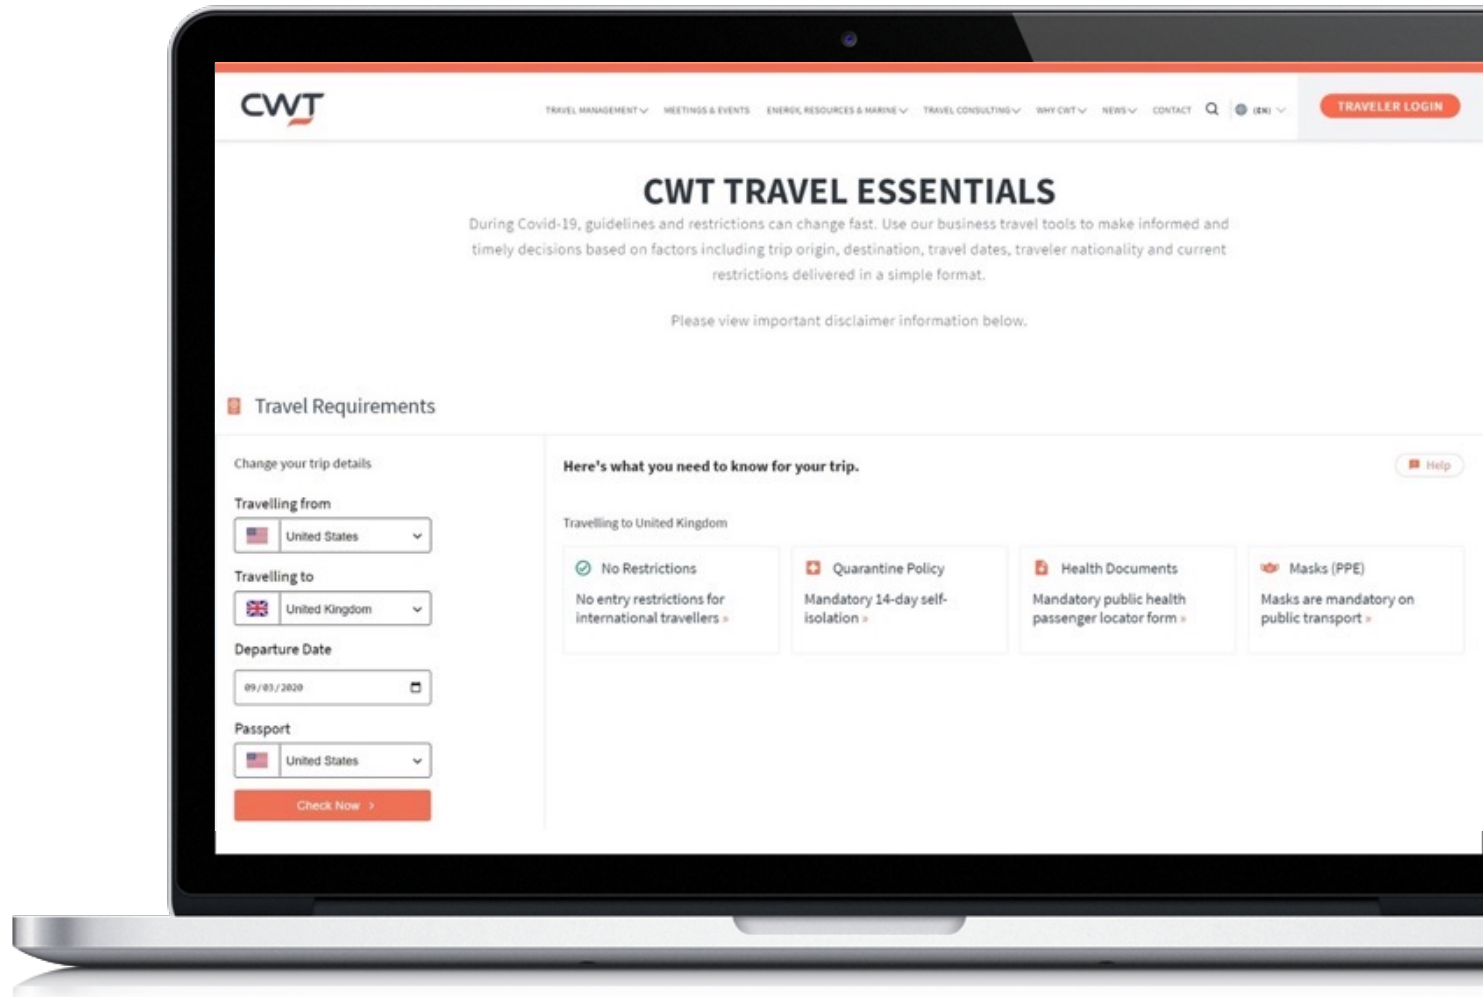 CWT
TRAVEL MANAGEMENT MEETINGS & EVENTS ENERGY, RESOURCES & MARINE TRAVEL CONSULTING WHY CWT NEWS CONTACT (EN) TRAVELER LOGIN
CWT TRAVEL ESSENTIALS
During Covid-19, guidelines and restrictions can change fast. Use our business travel tools to make informed and
timely decisions based on factors including trip origin, destination, travel dates, traveler nationality and current
restrictions delivered in a simple format.
Please view important disclaimer information below.
Travel Requirements
Change your trip details
Travelling from
United States
Travelling to
United Kingdom
Departure Date
09/03/2020
Passport
United States
Check Now >
Here's what you need to know for your trip.
Help
Travelling to United Kingdom
No Restrictions
No entry restrictions for
international travellers »
Quarantine Policy
Mandatory 14-day self-
isolation »
Health Documents
Mandatory public health
passenger locator form »
Masks (PPE)
Masks are mandatory on
public transport »